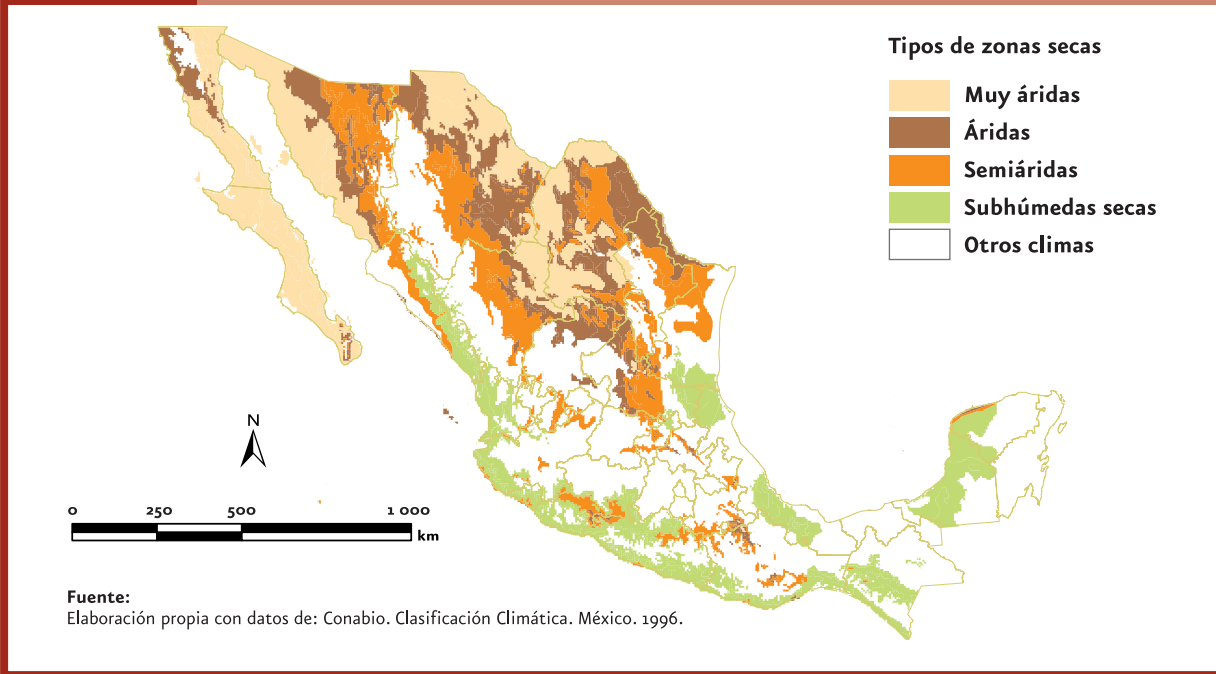 Tipos de zonas secas
Muy áridas
Áridas
Semiáridas
Subhúmedas secas
Otros climas
N
0 250 500 1 000
km
Fuente:
Elaboración propia con datos de: Conabio. Clasificación Climática. México. 1996.